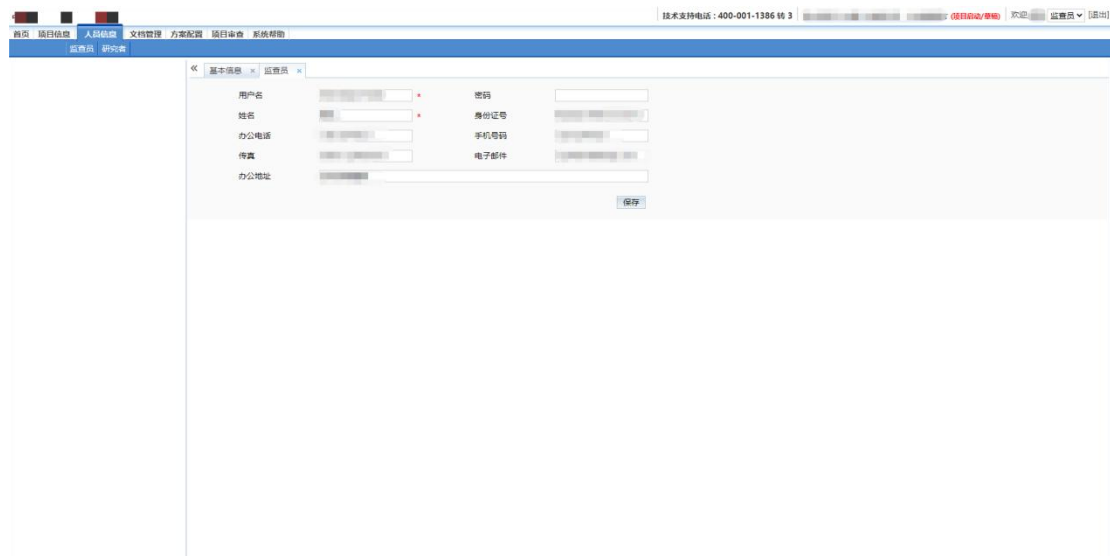 技术支持电话：400-001-1386 转 3 (项目启动/草稿) 欢迎 监查员 [退出]
首页 项目信息 人员信息 文档管理 方案配置 项目审查 系统帮助
监查员 研究者
« 基本信息 × 监查员 ×
用户名 * 密码
姓名 * 身份证号
办公电话 手机号码
传真 电子邮件
办公地址
保存